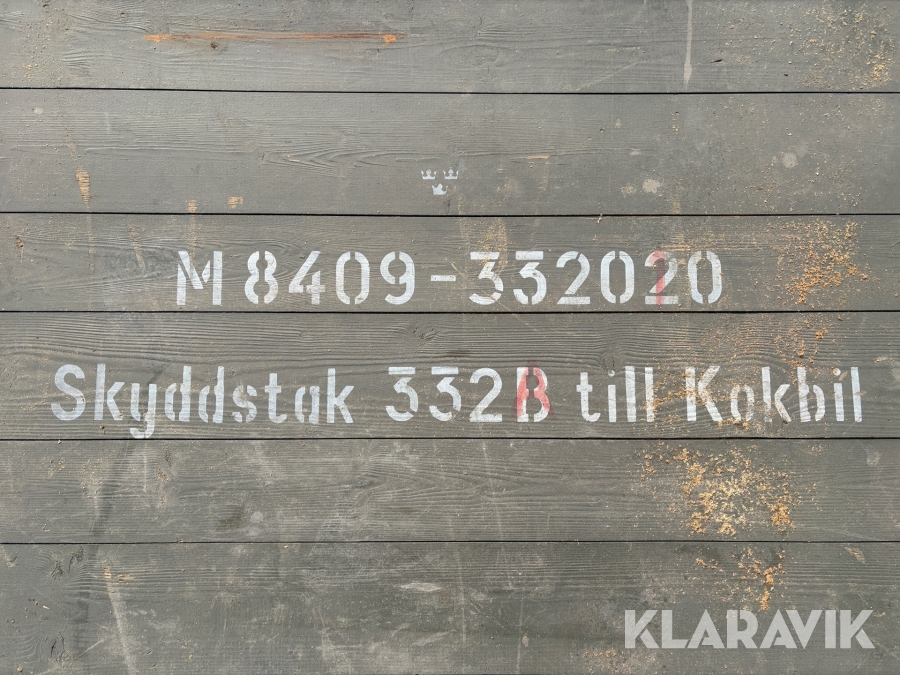 M 8409-332020
Skyddstak 332B till Kokbil
KLARAVIK